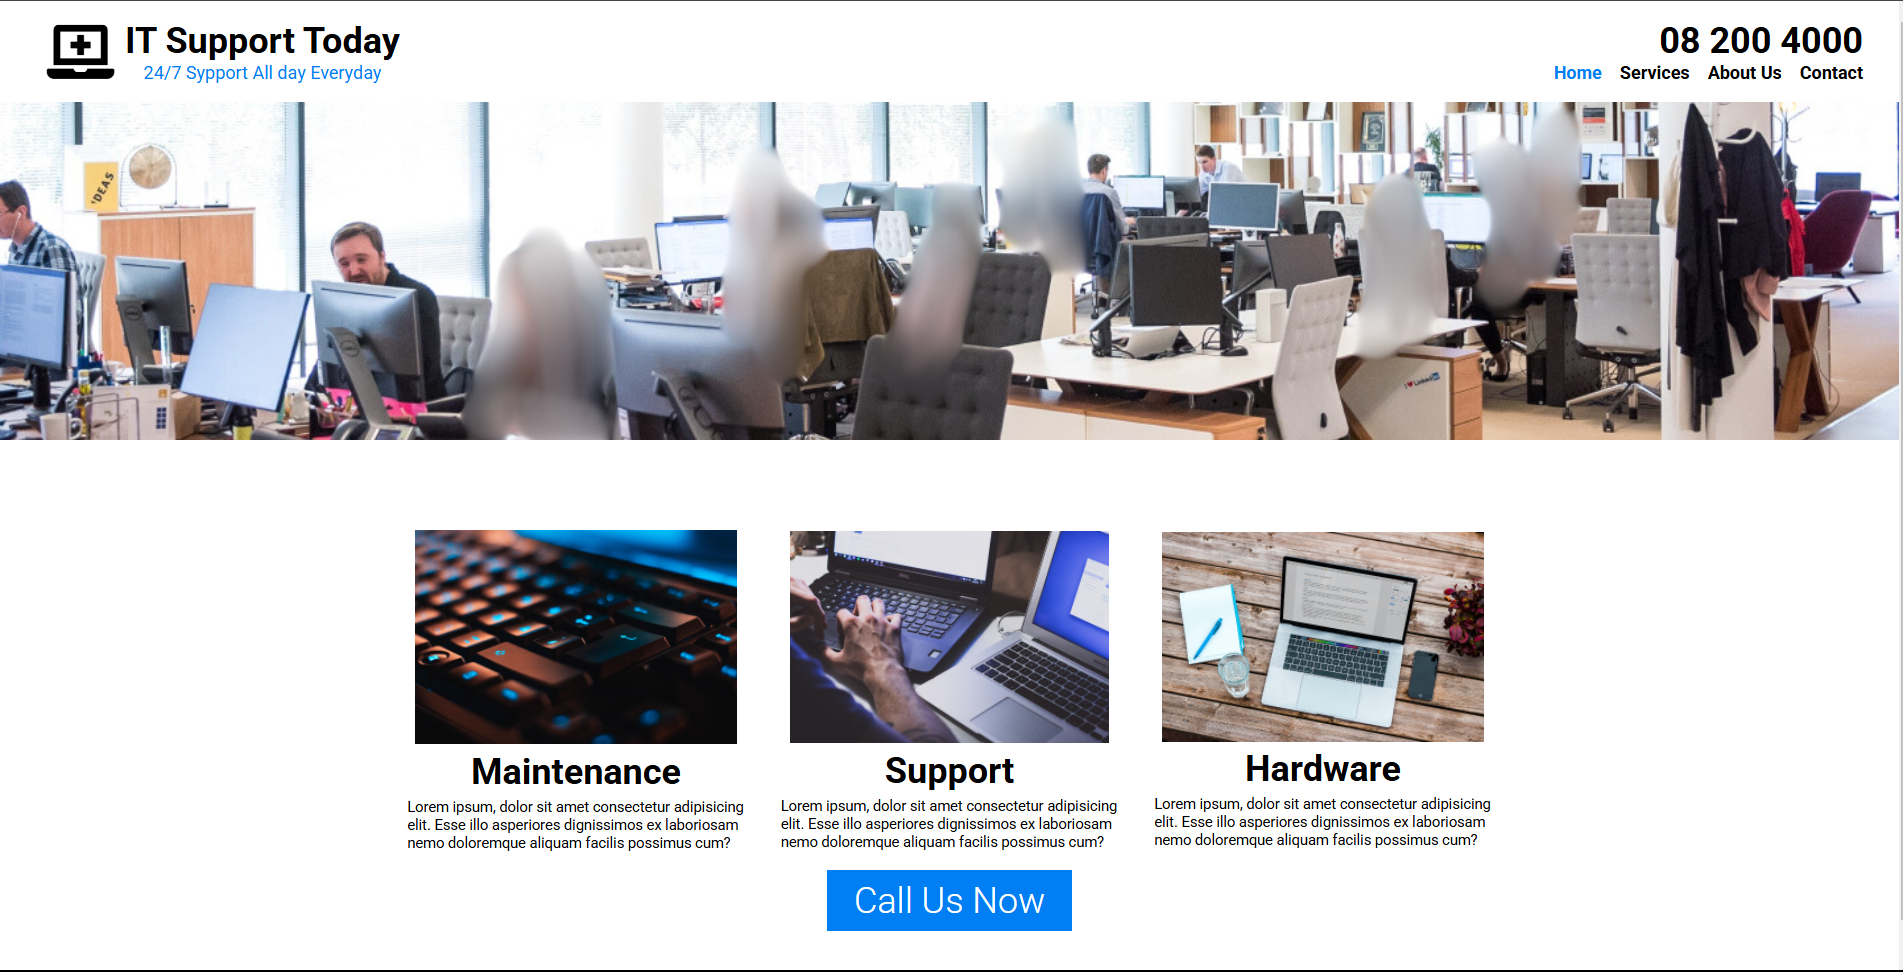 IT Support Today
24/7 Sypport All day Everyday
08 200 4000
Home Services About Us Contact
'DEAS
I ♥ Linked
Maintenance
Lorem ipsum, dolor sit amet consectetur adipisicing
elit. Esse illo asperiores dignissimos ex laboriosam
nemo doloremque aliquam facilis possimus cum?
Support
Lorem ipsum, dolor sit amet consectetur adipisicing
elit. Esse illo asperiores dignissimos ex laboriosam
nemo doloremque aliquam facilis possimus cum?
Hardware
Lorem ipsum, dolor sit amet consectetur adipisicing
elit. Esse illo asperiores dignissimos ex laboriosam
nemo doloremque aliquam facilis possimus cum?
Call Us Now